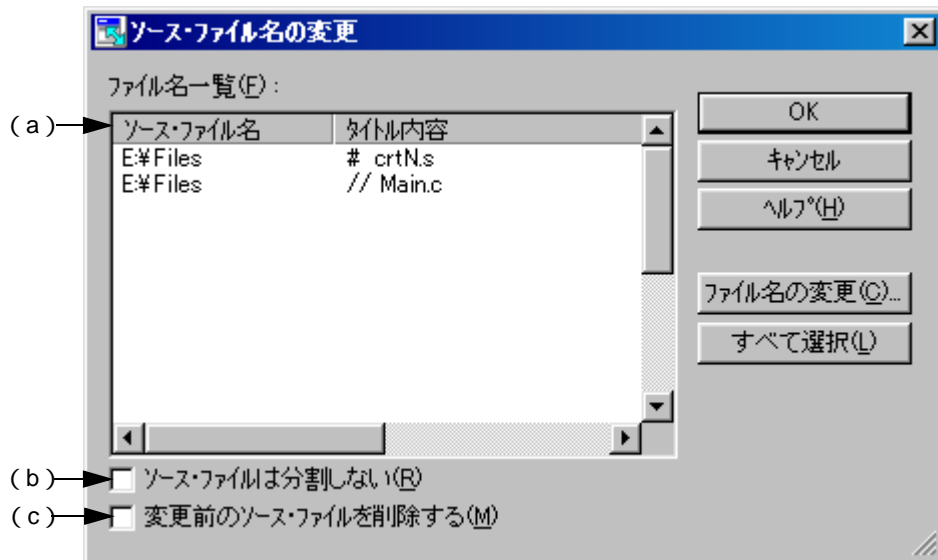 ソース・ファイル名の変更
ファイル名一覧(F):
(a)
ソース・ファイル名 タイトル内容
E:¥Files # crtN.s
E:¥Files // Main.c
OK
キャンセル
ヘルプ(H)
ファイル名の変更(C)...
すべて選択(L)
(b) ソース・ファイルは分割しない(R)
(c) 変更前のソース・ファイルを削除する(M)